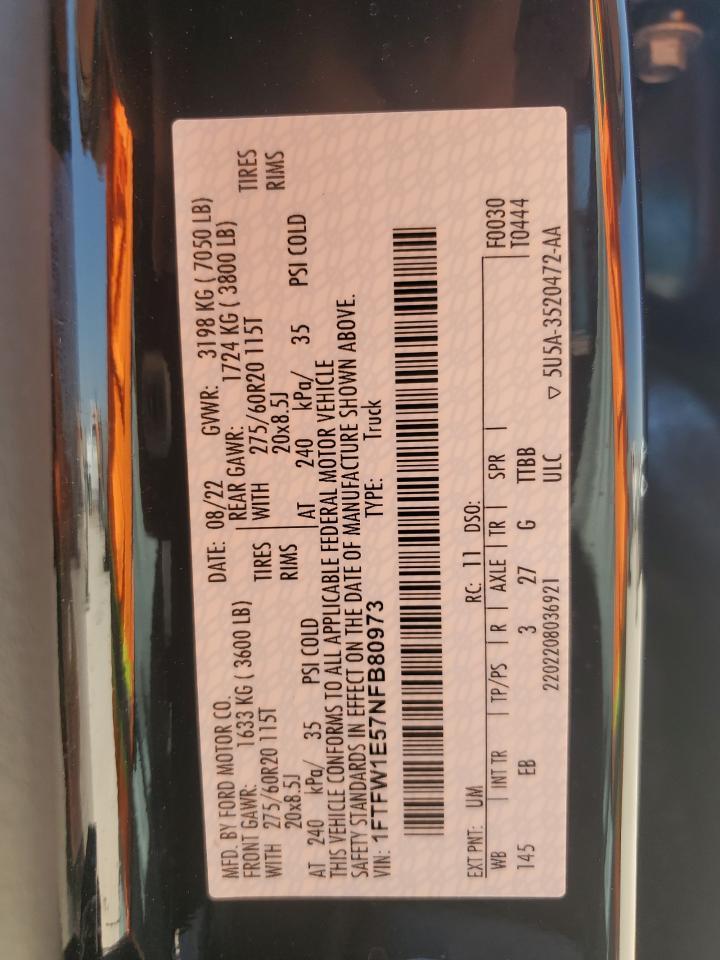 MFD. BY FORD MOTOR CO. DATE: 08/22 GVWR: 3198 KG ( 7050 LB)
FRONT GAWR: 1633 KG ( 3600 LB) REAR GAWR: 1724 KG ( 3800 LB)
WITH 275/60R20 115T TIRES WITH 275/60R20 115T TIRES
20x8.5J RIMS 20x8.5J RIMS
AT 240 kPa/ 35 PSI COLD AT 240 kPa/ 35 PSI COLD
THIS VEHICLE CONFORMS TO ALL APPLICABLE FEDERAL MOTOR VEHICLE
SAFETY STANDARDS IN EFFECT ON THE DATE OF MANUFACTURE SHOWN ABOVE.
VIN: 1FTFW1E57NFB80973 TYPE: Truck
EXT PNT: UM RC: 11 DSO:
WB INT TR TP/PS R AXLE TR SPR F0030
145 EB 3 27 G TTBB T0444
2202208036921 ULC ▽ 5U5A-3520472-AA